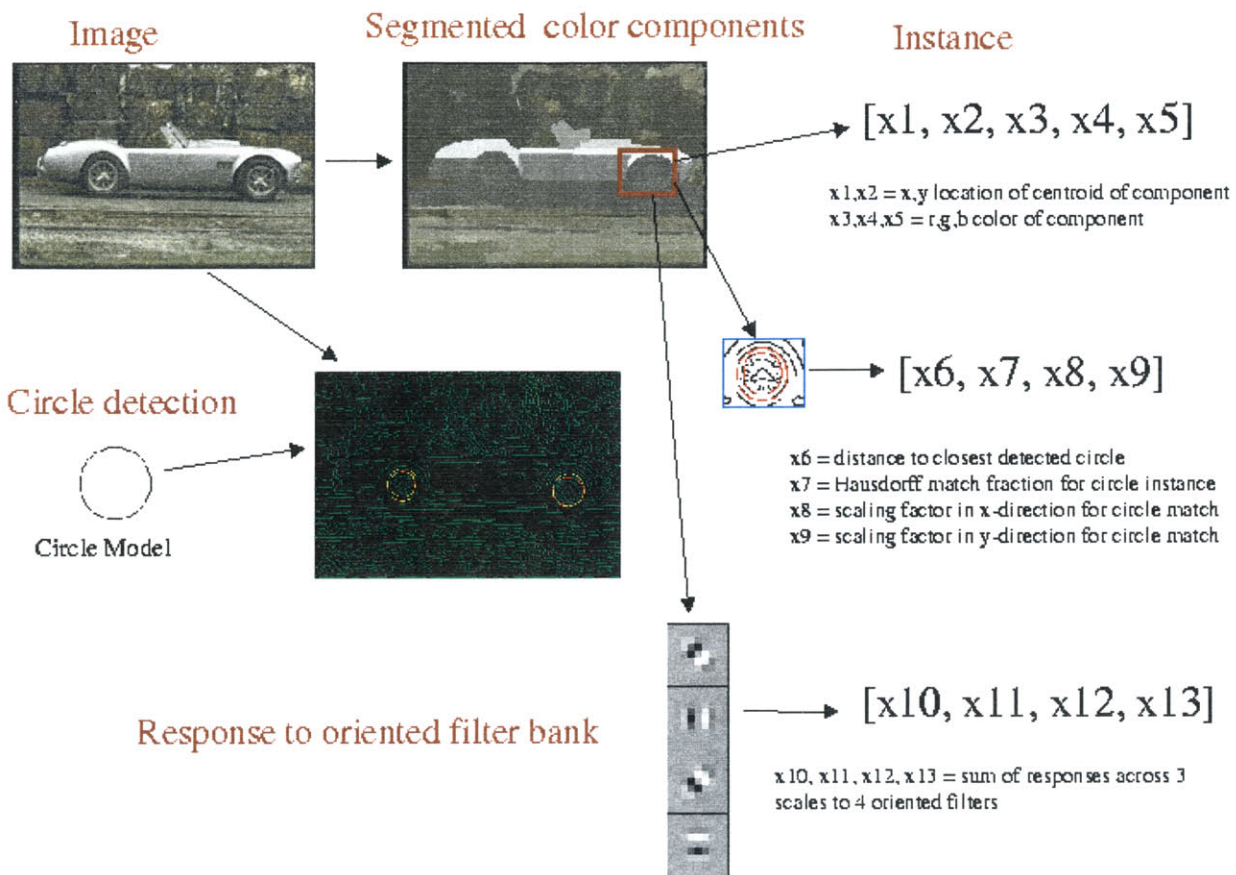 Image
Segmented color components
Instance
[x1, x2, x3, x4, x5]
x1,x2 = x,y location of centroid of component
x3,x4,x5 = r,g,b color of component
[x6, x7, x8, x9]
Circle detection
Circle Model
x6 = distance to closest detected circle
x7 = Hausdorff match fraction for circle instance
x8 = scaling factor in x-direction for circle match
x9 = scaling factor in y-direction for circle match
[x10, x11, x12, x13]
Response to oriented filter bank
x10, x11, x12, x13 = sum of responses across 3
scales to 4 oriented filters